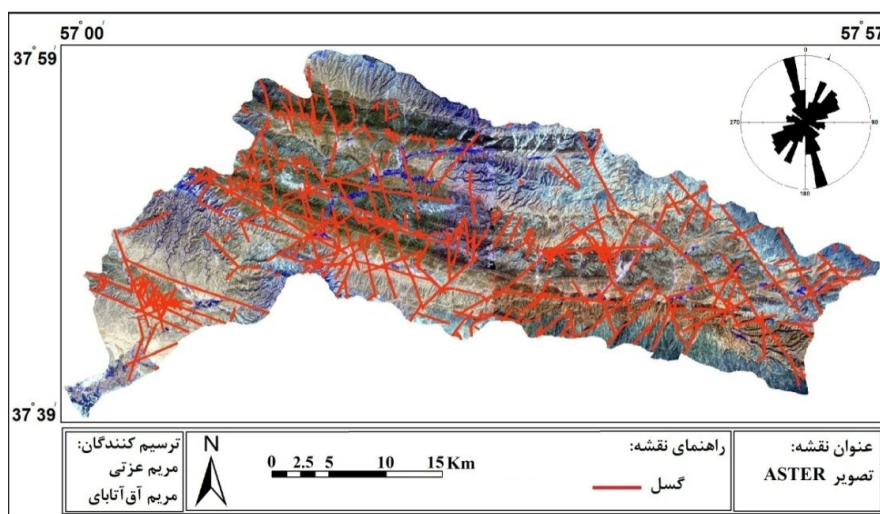 57° 00'
57° 57'
37° 59'
37° 39'
0
90
180
270
ترسیم کنندگان:
مریم عزتی
مریم آق‌آتابای
N
0 2.5 5 10 15 Km
راهنمای نقشه:
گسل
عنوان نقشه:
تصویر ASTER